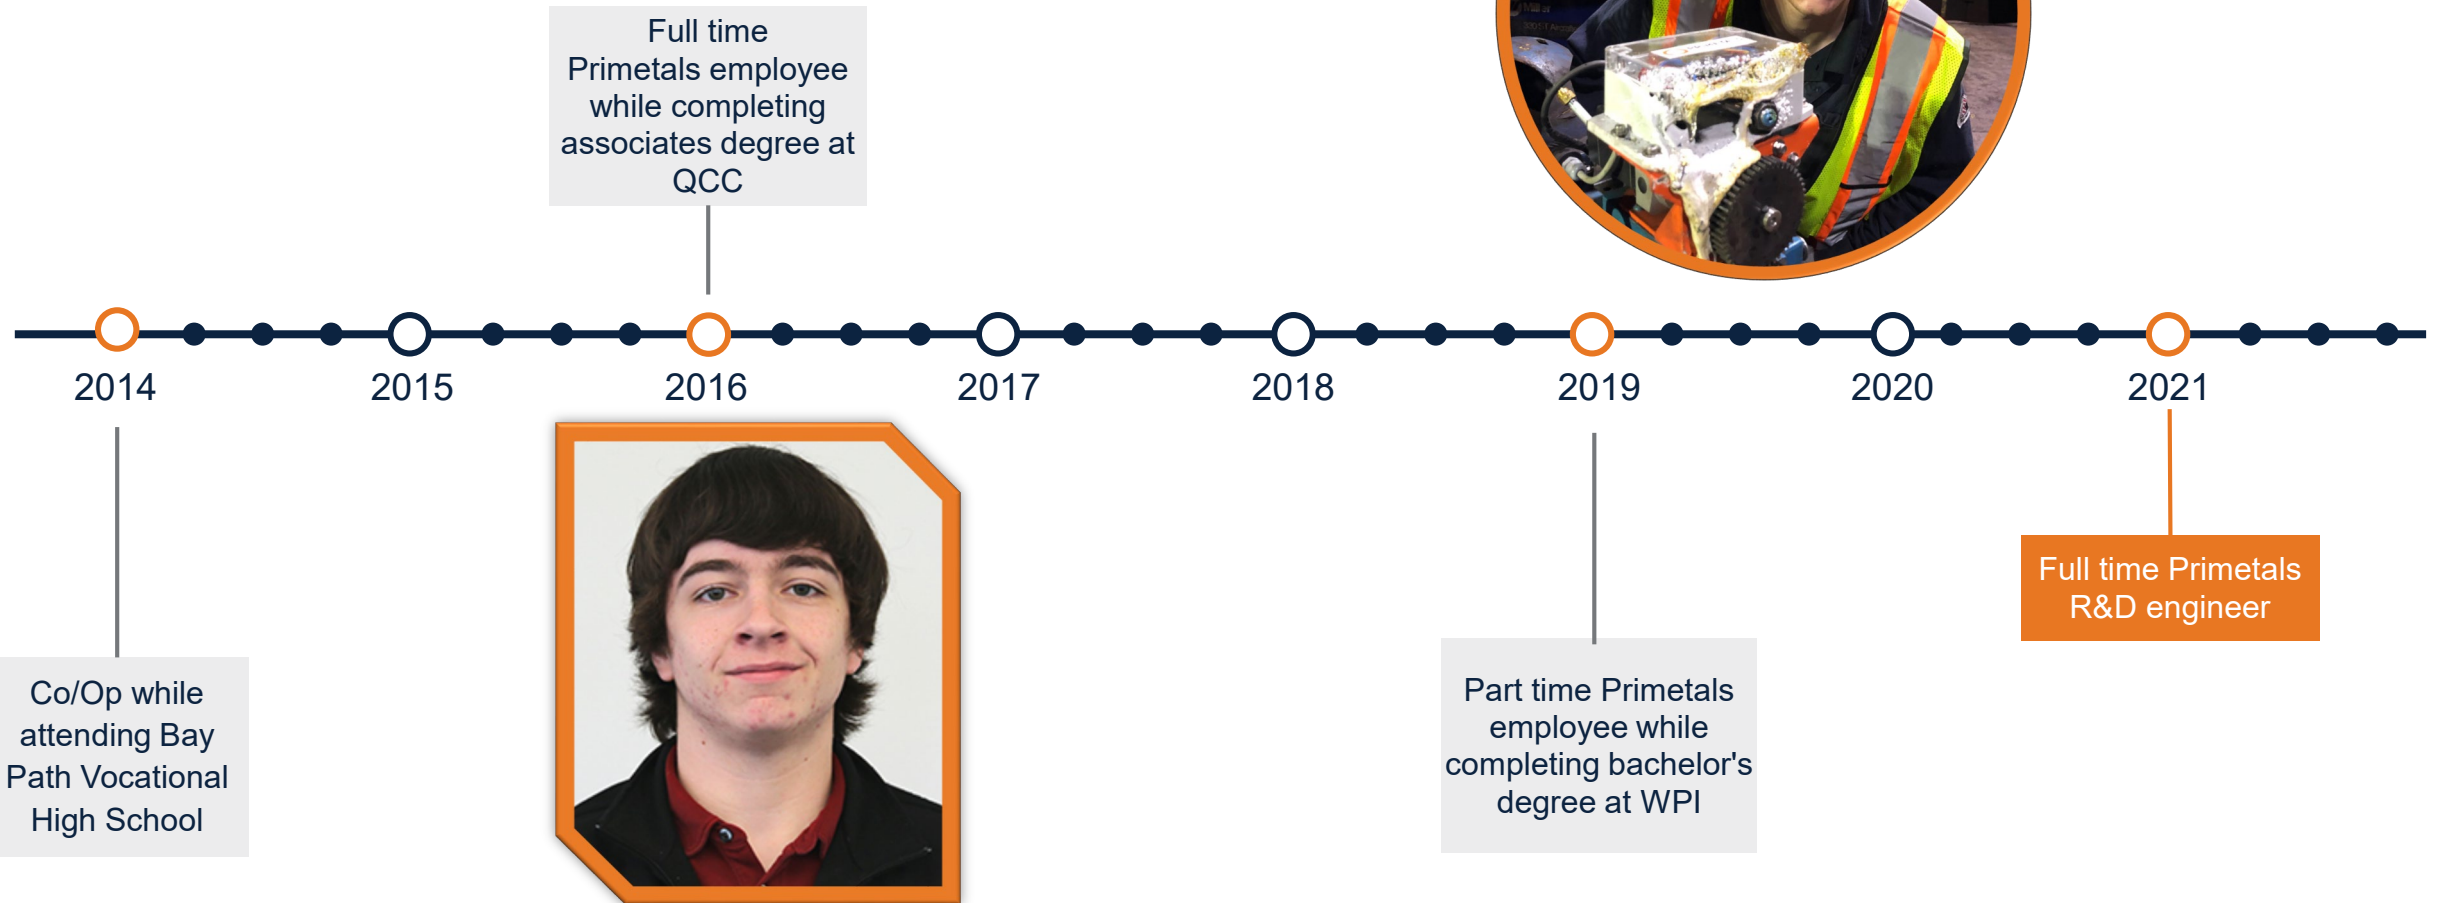 Full time
Primetals employee
while completing
associates degree at
QCC
2014
2015
2016
2017
2018
2019
2020
2021
Co/Op while
attending Bay
Path Vocational
High School
Part time Primetals
employee while
completing bachelor's
degree at WPI
Full time Primetals
R&D engineer